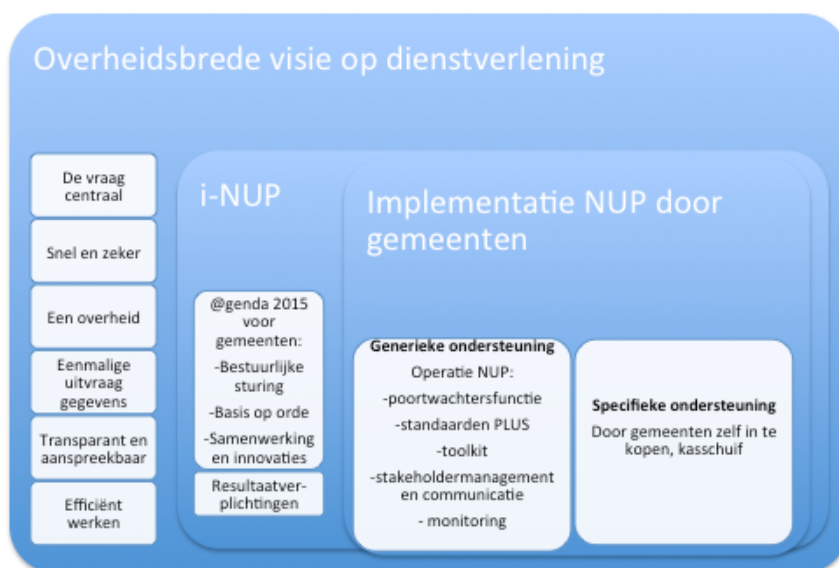 Overheidsbrede visie op dienstverlening
De vraag
centraal
Snel en zeker
Een overheid
Eenmalige
uitvraag
gegevens
Transparant en
aanspreekbaar
Efficiënt
werken
i-NUP
@genda 2015
voor
gemeenten:
-Bestuurlijke
sturing
-Basis op orde
-Samenwerking
en innovaties
Resultaatver-
plichtingen
Implementatie NUP door
gemeenten
Generieke ondersteuning
Operatie NUP:
-poortwachtersfunctie
-standaarden PLUS
-toolkit
-stakeholdermanagement
en communicatie
- monitoring
Specifieke ondersteuning
Door gemeenten zelf in te
kopen, kasschuif